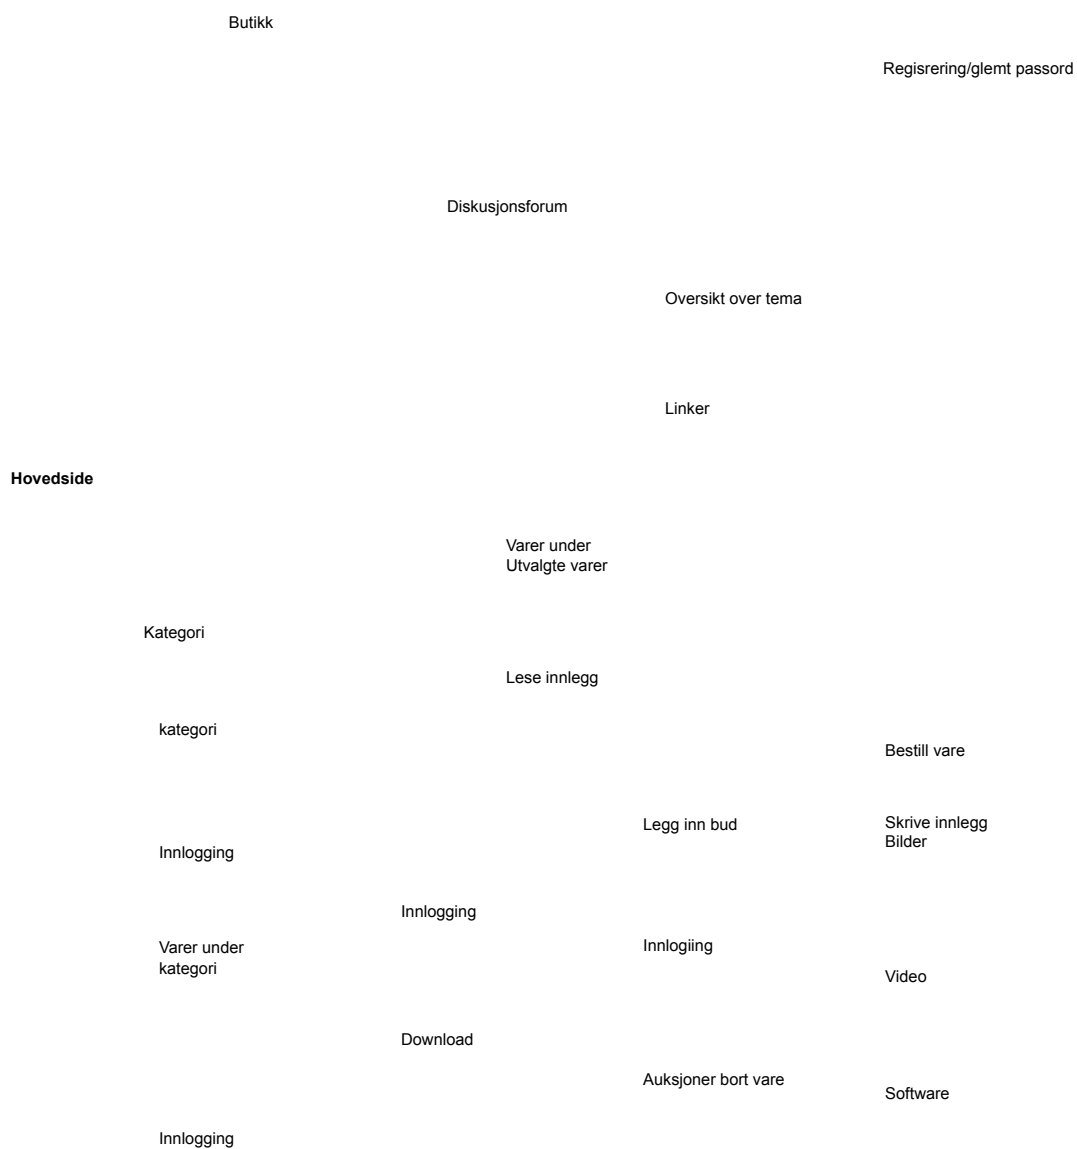 Butikk
Regisrering/glemt passord
Diskusjonsforum
Oversikt over tema
Linker
Hovedside
Varer under
Utvalgte varer
Kategori
Lese innlegg
kategori
Bestill vare
Legg inn bud
Skrive innlegg
Bilder
Innlogging
Innlogging
Varer under
kategori
Innlogiing
Video
Download
Auksjoner bort vare
Software
Innlogging